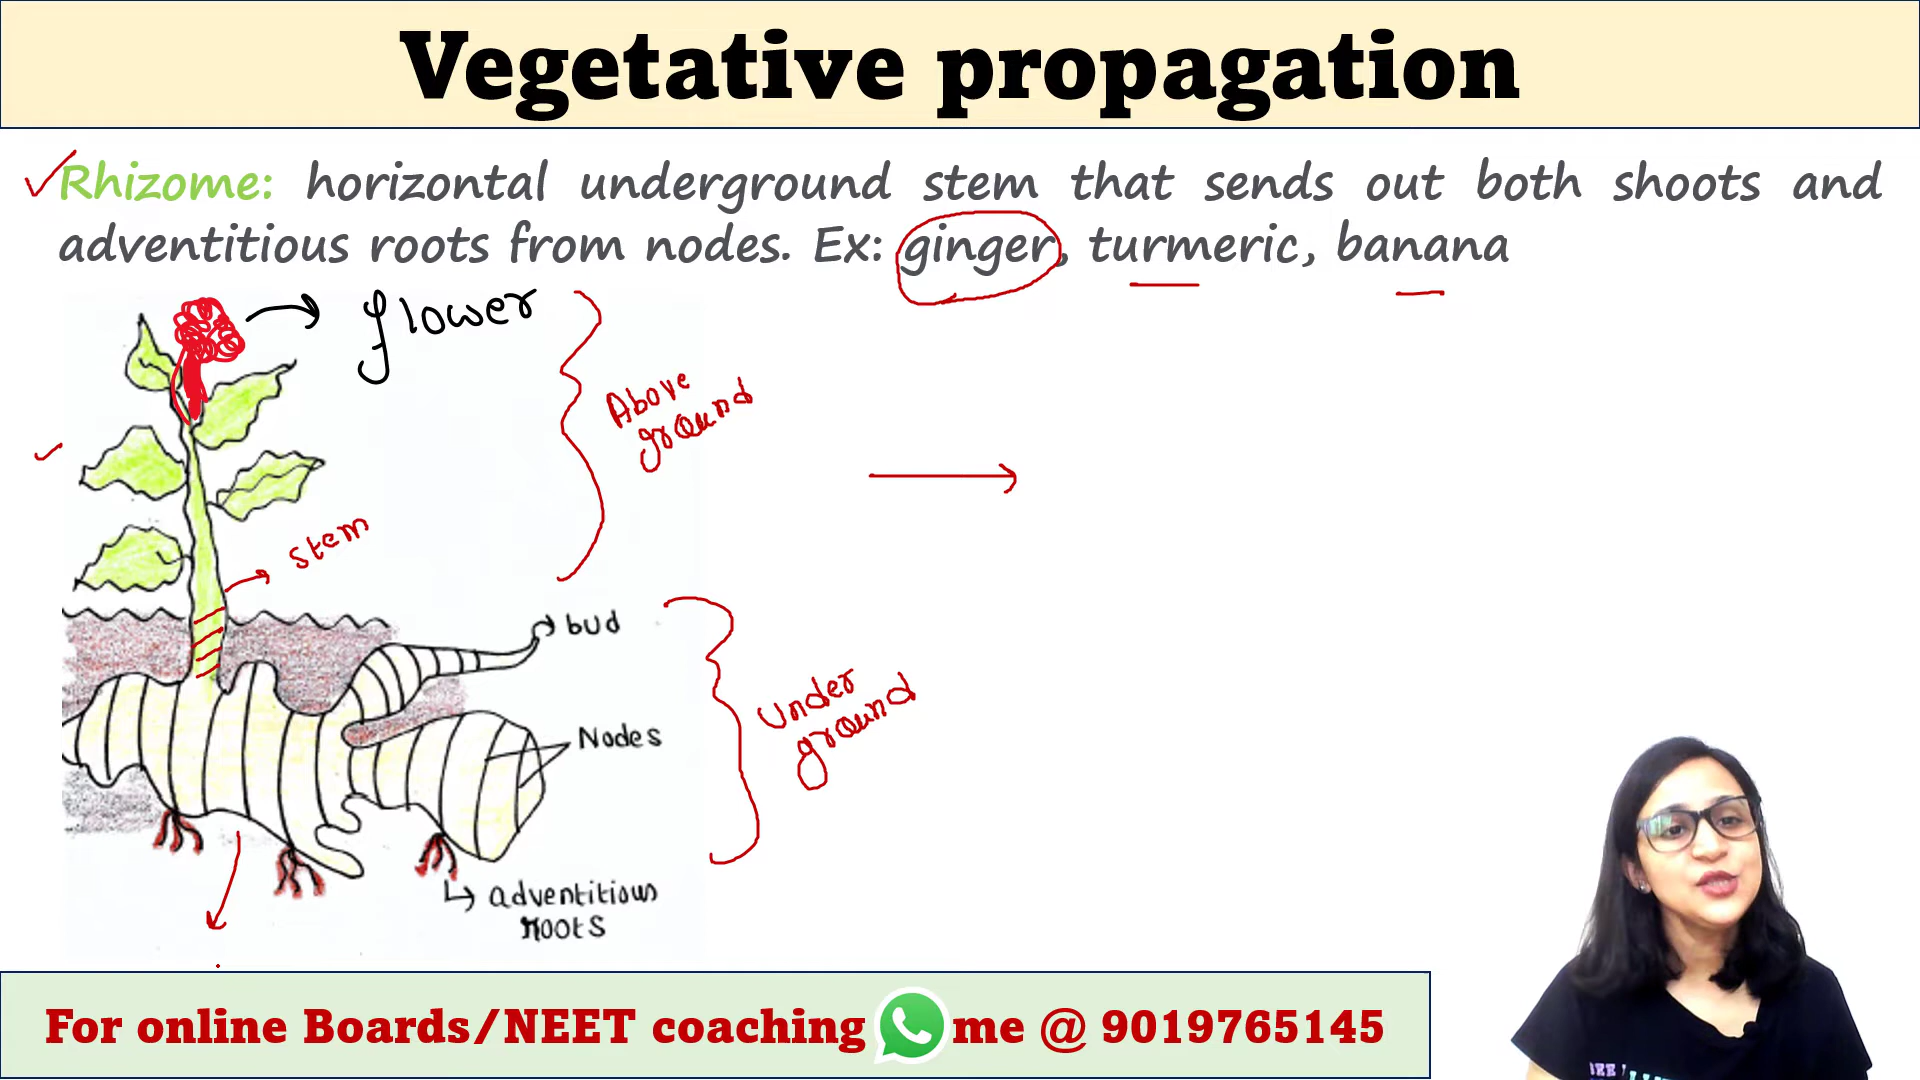 Vegetative propagation
Rhizome: horizontal underground stem that sends out both shoots and
adventitious roots from nodes. Ex: ginger, turmeric, banana
flower
Above
ground
stem
bud
Nodes
Under
ground
adventitious
roots
For online Boards/NEET coaching me @ 9019765145